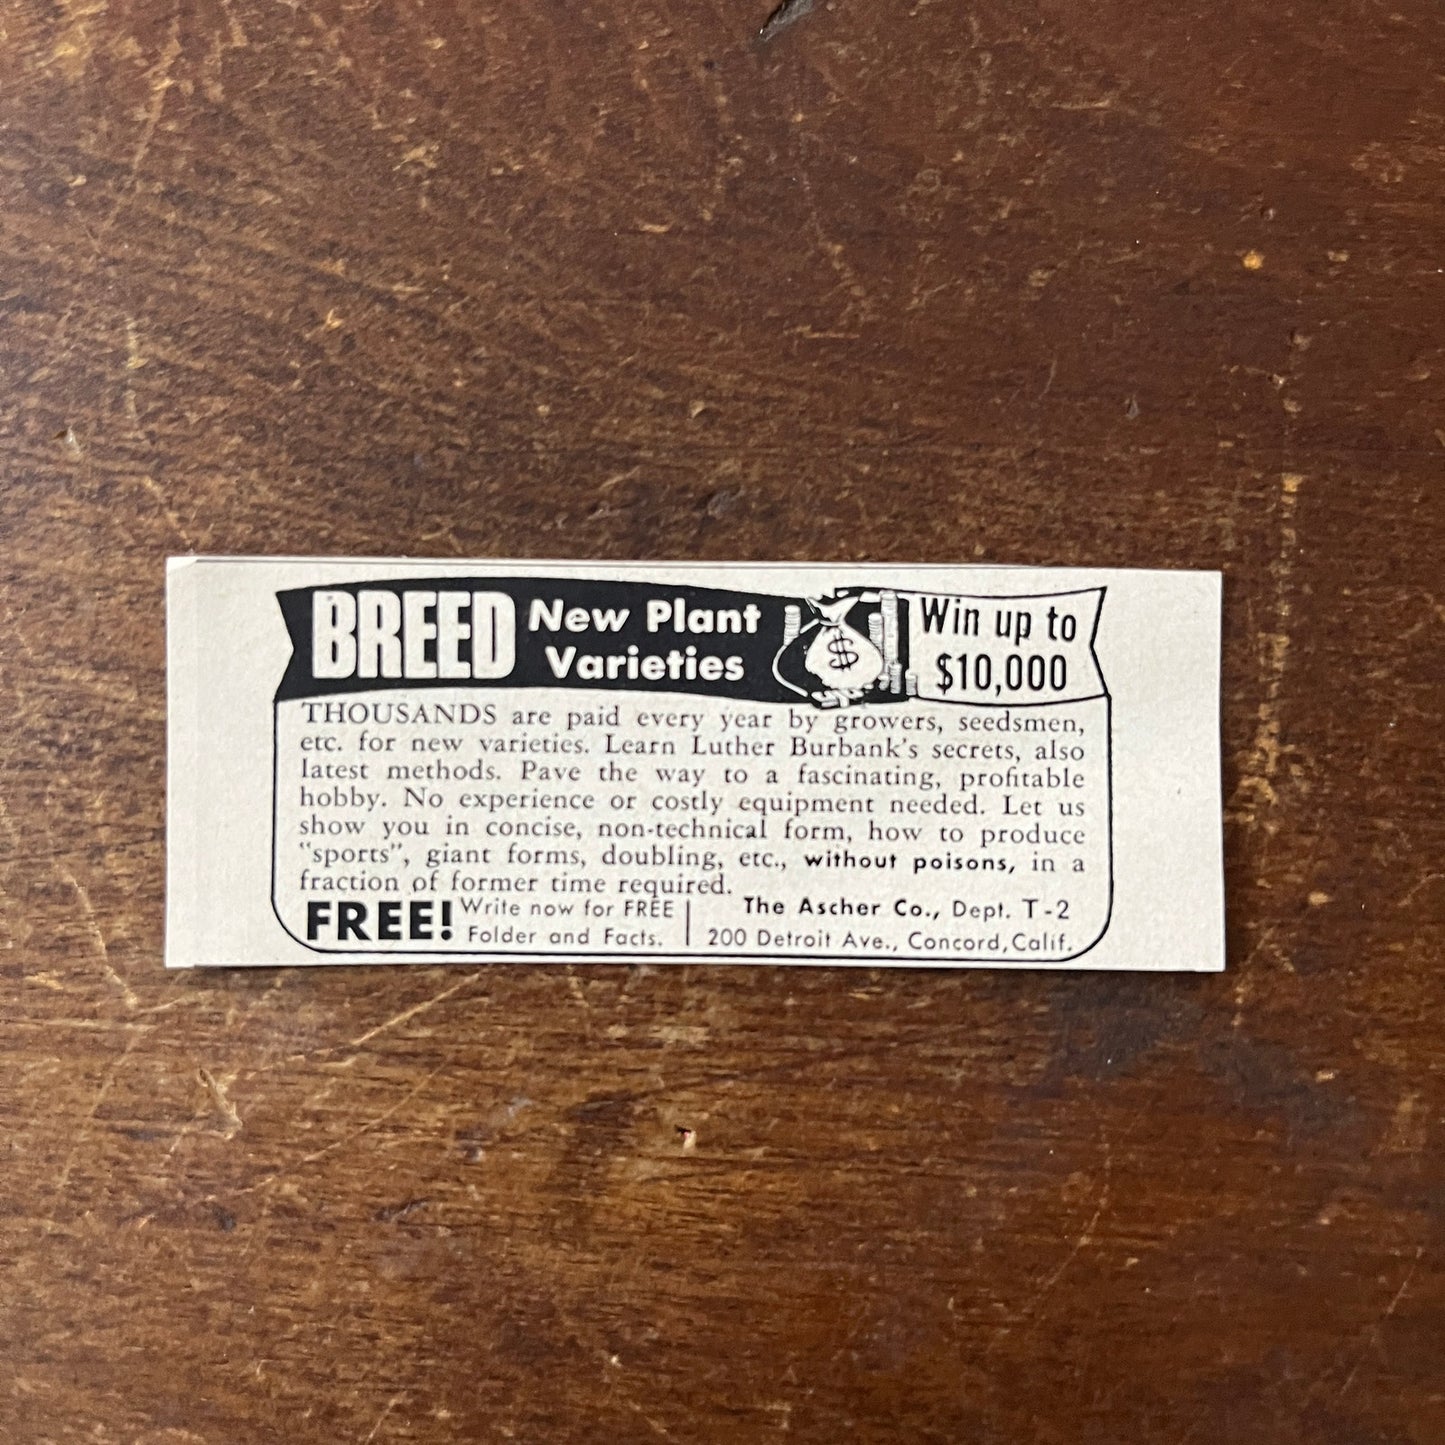 BREED New Plant Varieties
$
Win up to
$10,000
THOUSANDS are paid every year by growers, seedsmen,
etc. for new varieties. Learn Luther Burbank's secrets, also
latest methods. Pave the way to a fascinating, profitable
hobby. No experience or costly equipment needed. Let us
show you in concise, non-technical form, how to produce
"sports", giant forms, doubling, etc., without poisons, in a
fraction of former time required.
FREE! Write now for FREE
Folder and Facts.
The Ascher Co., Dept. T-2
200 Detroit Ave., Concord, Calif.